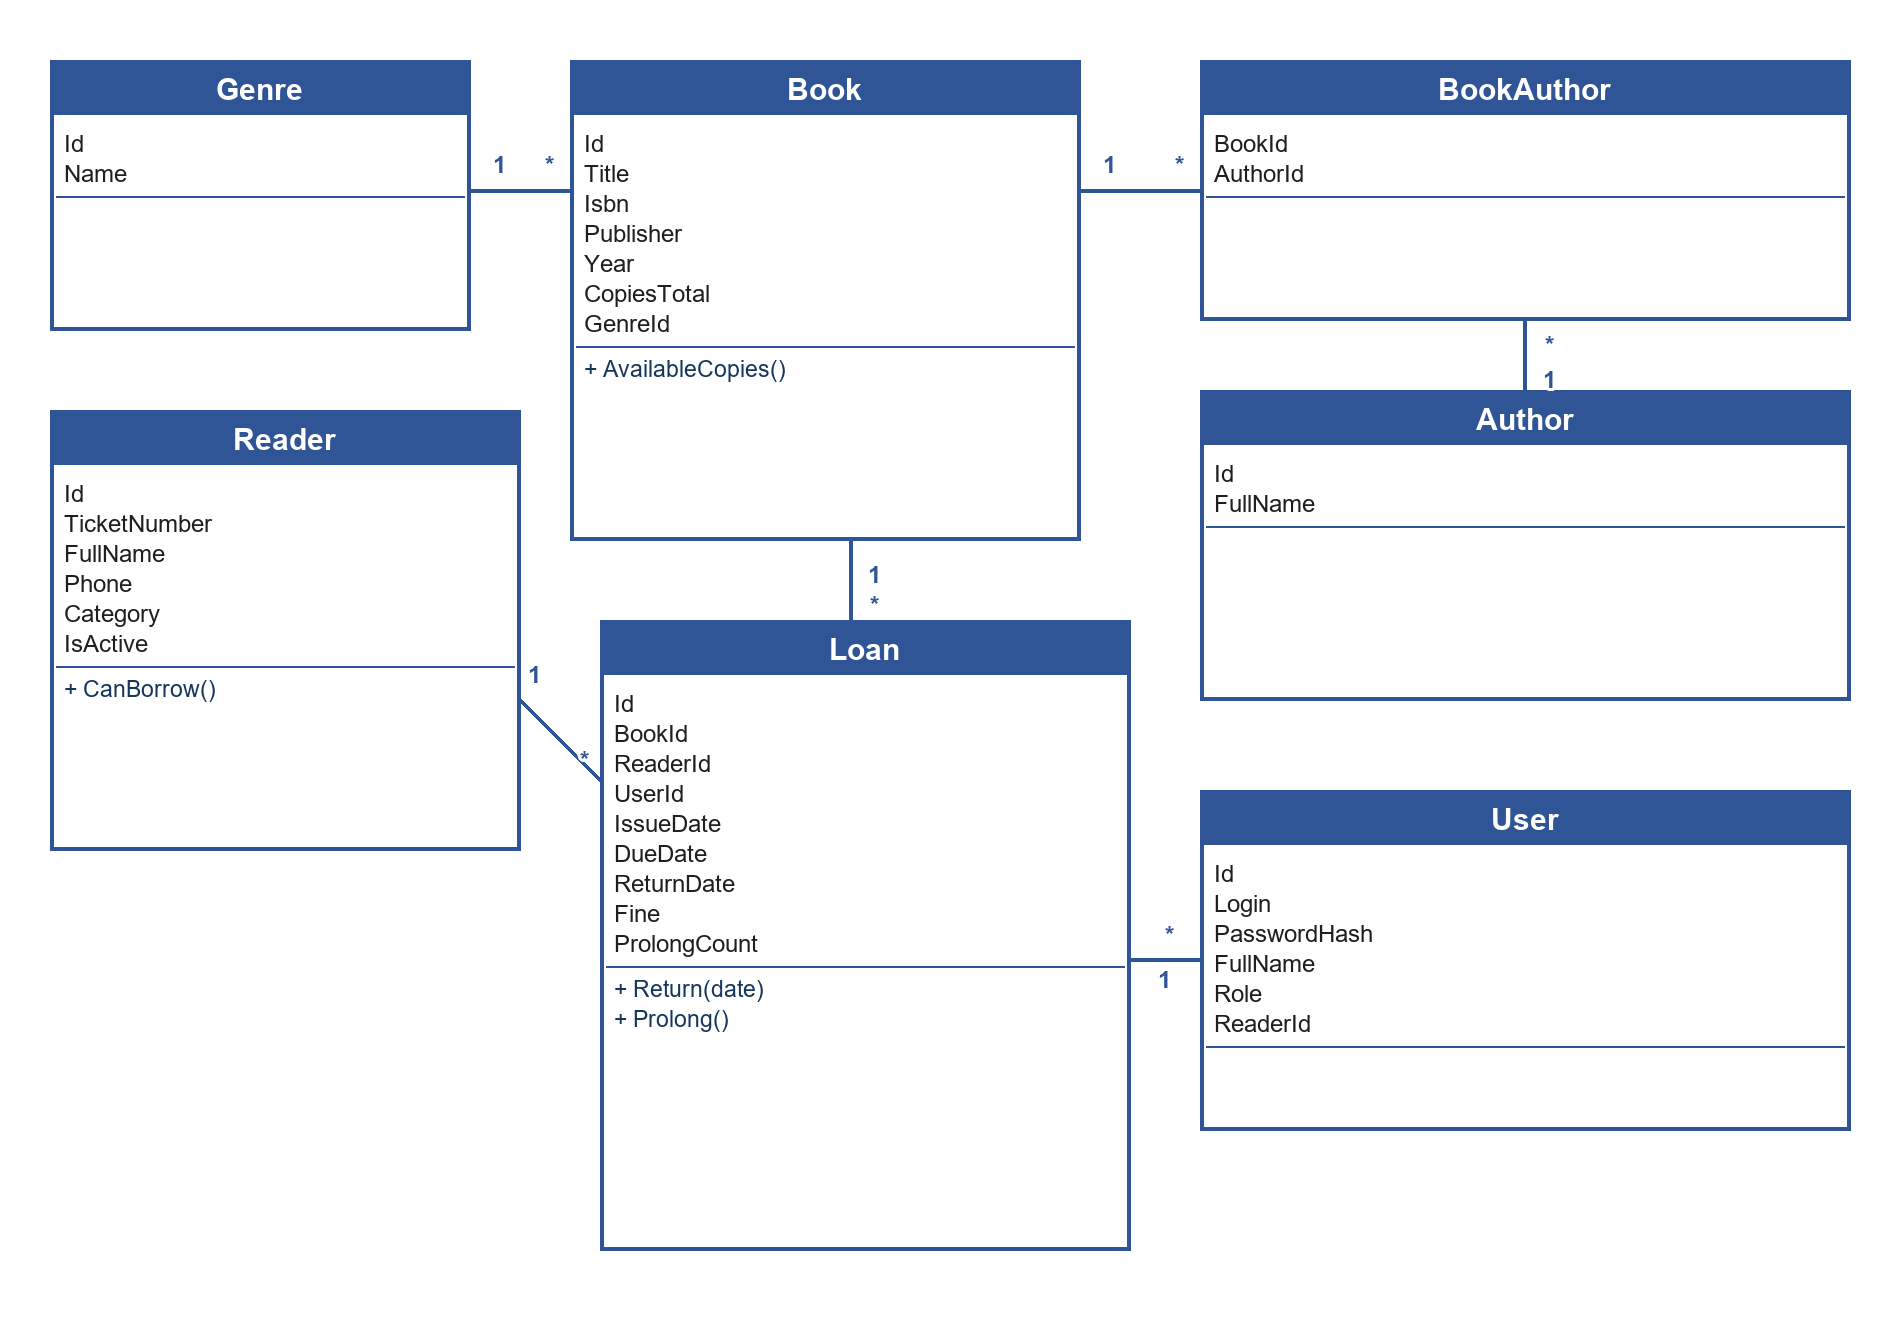 Genre
Id
Name
1 *
Book
Id
Title
Isbn
Publisher
Year
CopiesTotal
GenreId
+ AvailableCopies()
1 *
BookAuthor
BookId
AuthorId
*
1
Author
Id
FullName
Reader
Id
TicketNumber
FullName
Phone
Category
IsActive
+ CanBorrow()
1
*
1
*
Loan
Id
BookId
ReaderId
UserId
IssueDate
DueDate
ReturnDate
Fine
ProlongCount
+ Return(date)
+ Prolong()
*
1
User
Id
Login
PasswordHash
FullName
Role
ReaderId